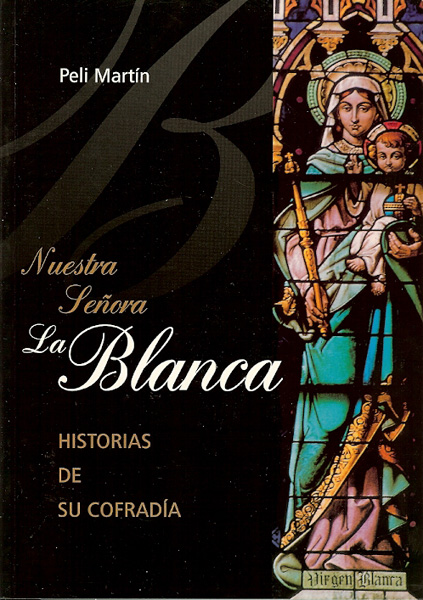 Peli Martín
Nuestra
Señora
La Blanca
HISTORIAS
DE
SU COFRADÍA
Virgen Blanca